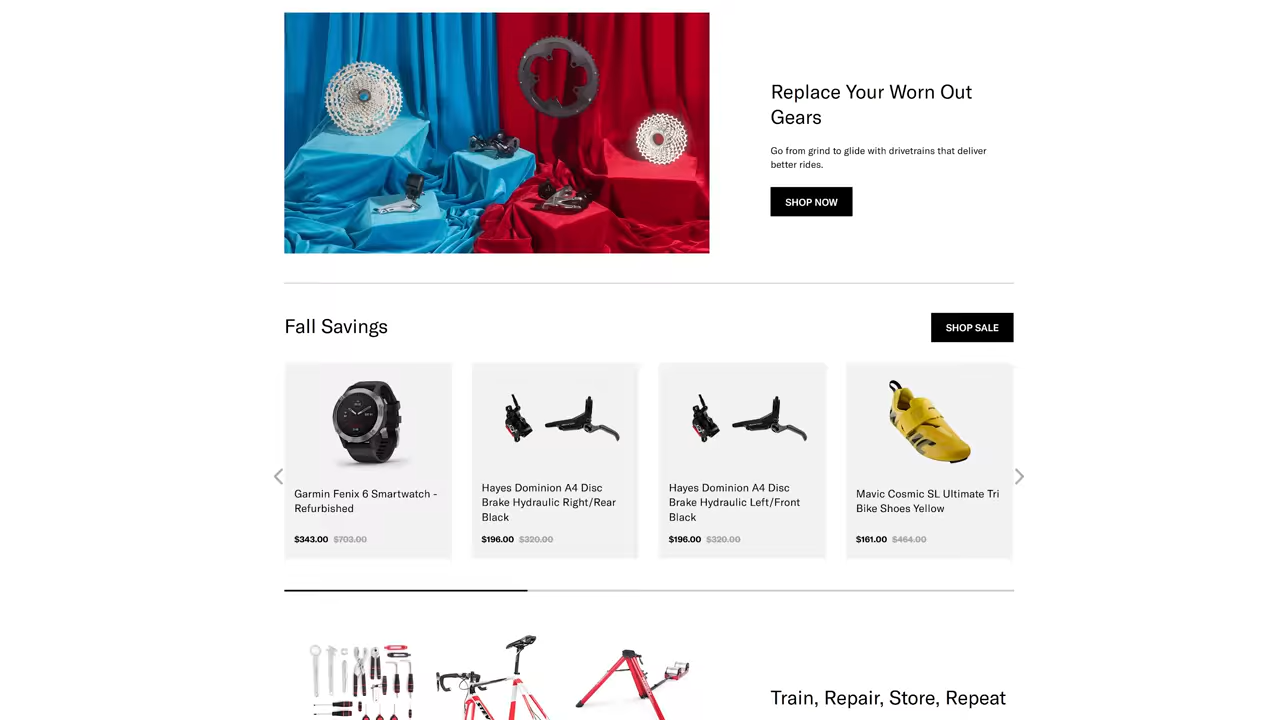 Replace Your Worn Out
Gears
Go from grind to glide with drivetrains that deliver
better rides.
SHOP NOW
Fall Savings
SHOP SALE
Garmin Fenix 6 Smartwatch -
Refurbished
$343.00 $703.00
Hayes Dominion A4 Disc
Brake Hydraulic Right/Rear
Black
$196.00 $320.00
Hayes Dominion A4 Disc
Brake Hydraulic Left/Front
Black
$196.00 $320.00
Mavic Cosmic SL Ultimate Tri
Bike Shoes Yellow
$161.00 $464.00
Train, Repair, Store, Repeat